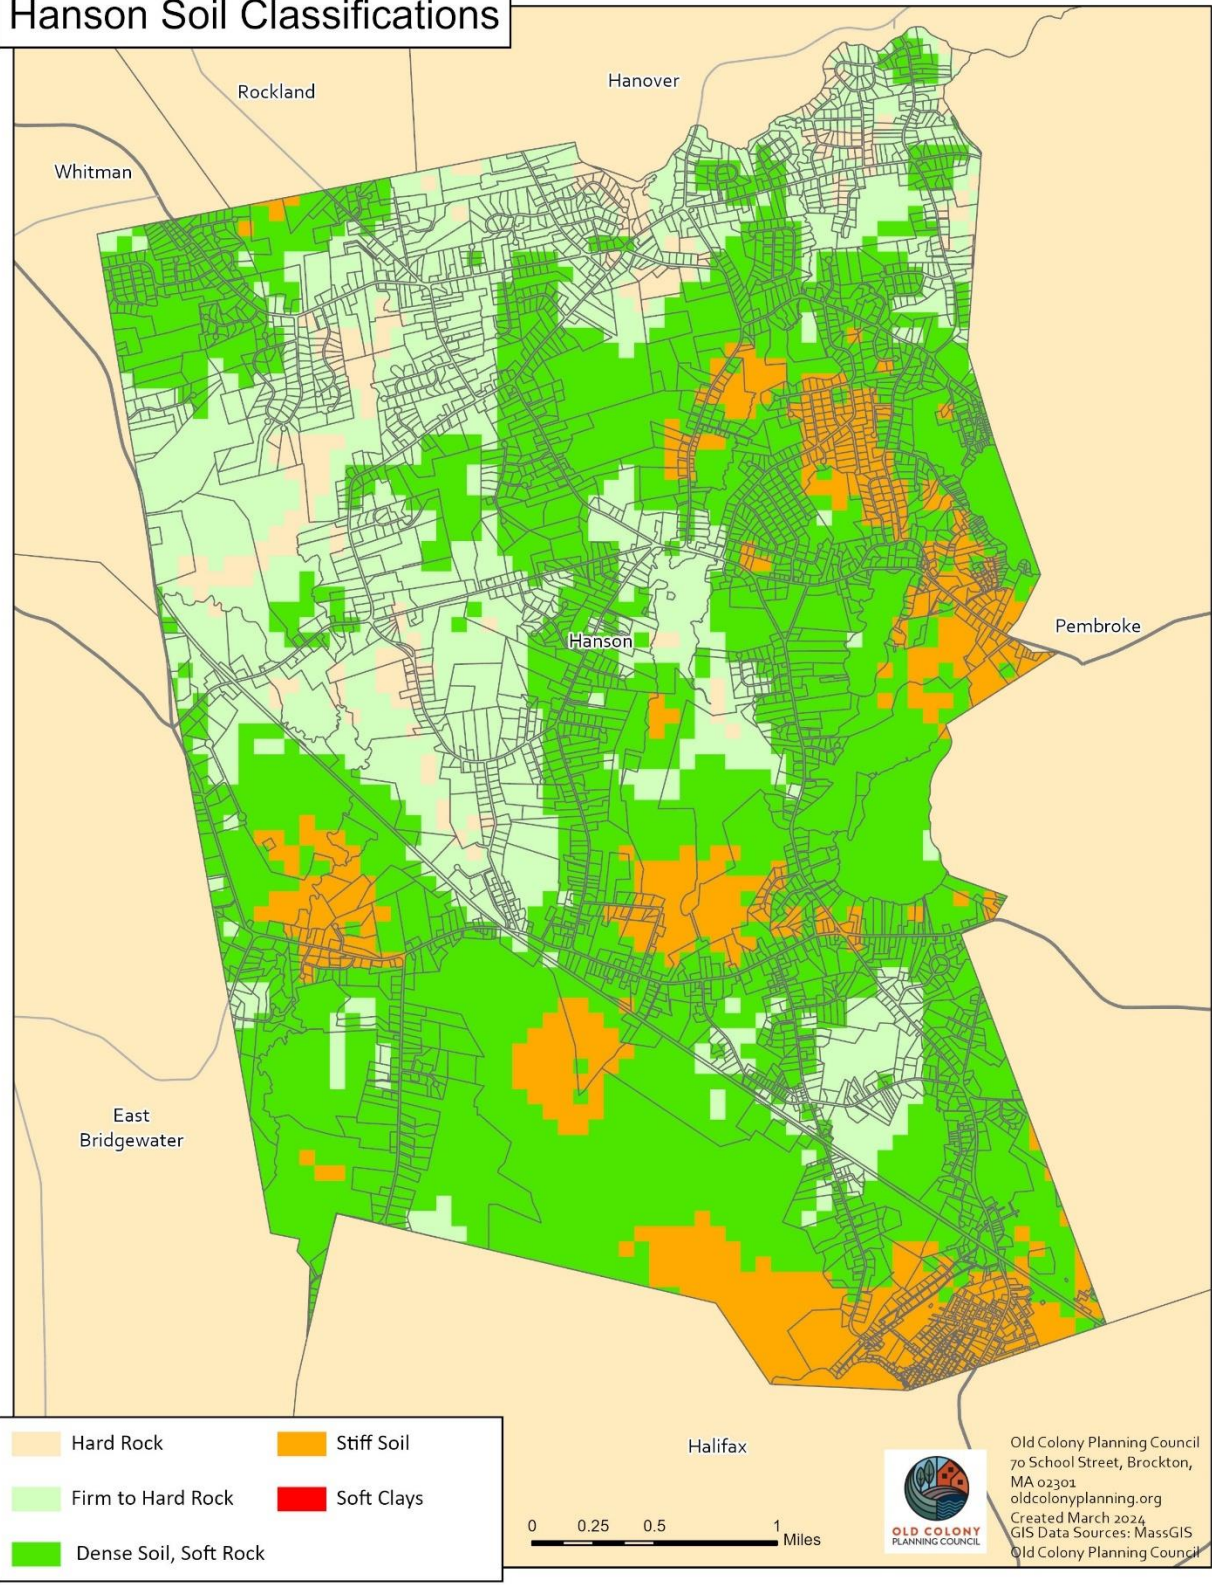 Hanson Soil Classifications
Rockland
Hanover
Whitman
Hanson
Pembroke
East
Bridgewater
Halifax
Hard Rock
Stiff Soil
Firm to Hard Rock
Soft Clays
Dense Soil, Soft Rock
0 0.25 0.5 1
Miles
OLD COLONY
PLANNING COUNCIL
Old Colony Planning Council
70 School Street, Brockton,
MA 02301
oldcolonyplanning.org
Created March 2024
GIS Data Sources: MassGIS
Old Colony Planning Council